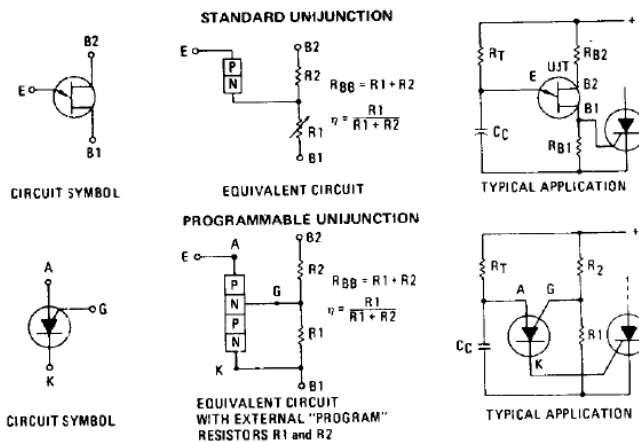 STANDARD UNIJUNCTION
B2
E
B1
CIRCUIT SYMBOL
E
P
N
B2
R2
R1
B1
RBB = R1 + R2
η = R1 / R1 + R2
EQUIVALENT CIRCUIT
+
RT
RB2
UJT
E
B2
B1
CC
RB1
TYPICAL APPLICATION
PROGRAMMABLE UNIJUNCTION
A
G
K
CIRCUIT SYMBOL
E
A
B2
R2
P
N
P
N
G
R1
K
B1
RBB = R1 + R2
η = R1 / R1 + R2
EQUIVALENT CIRCUIT
WITH EXTERNAL "PROGRAM"
RESISTORS R1 and R2
+
RT
R2
A
G
R1
CC
K
TYPICAL APPLICATION